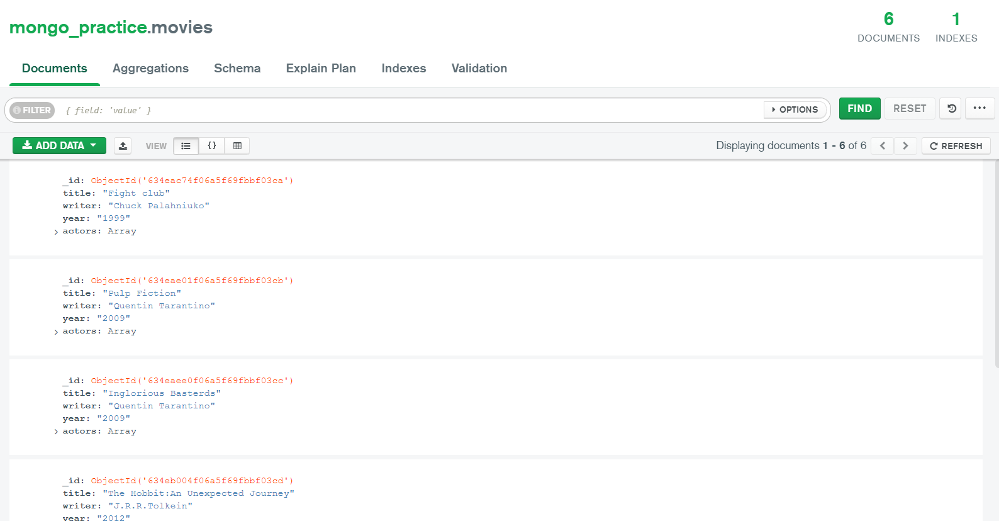 mongo_practice.movies
6
DOCUMENTS
1
INDEXES
Documents Aggregations Schema Explain Plan Indexes Validation
FILTER { field: 'value' } OPTIONS FIND RESET ...
ADD DATA VIEW {} Displaying documents 1 - 6 of 6 REFRESH
_id: ObjectId('634eac74f06a5f69fbbf03ca')
title: "Fight club"
writer: "Chuck Palahniuko"
year: "1999"
actors: Array
_id: ObjectId('634eae01f06a5f69fbbf03cb')
title: "Pulp Fiction"
writer: "Quentin Tarantino"
year: "2009"
actors: Array
_id: ObjectId('634eaee0f06a5f69fbbf03cc')
title: "Inglorious Basterds"
writer: "Quentin Tarantino"
year: "2009"
actors: Array
_id: ObjectId('634eb004f06a5f69fbbf03cd')
title: "The Hobbit:An Unexpected Journey"
writer: "J.R.R.Tolkein"
year: "2012"